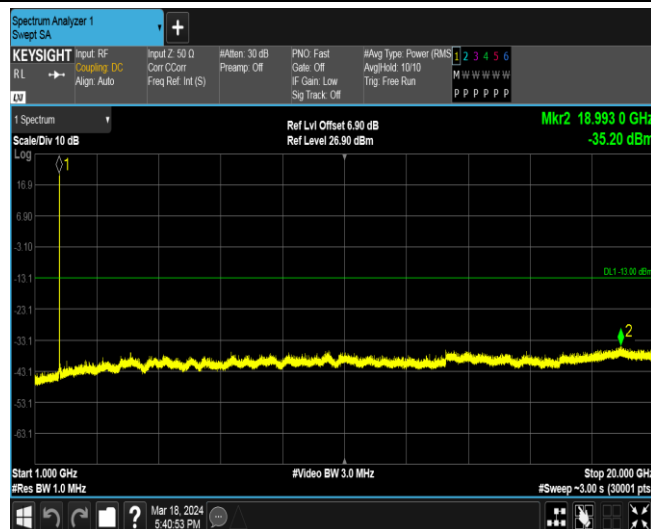 Spectrum Analyzer 1
Swept SA
+
KEYSIGHT Input: RF Input Z: 50 Ω #Atten: 30 dB PNO: Fast #Avg Type: Power (RMS 1 2 3 4 5 6
RL Coupling: DC Corr CCorr Preamp: Off Gate: Off Avg|Hold: 10/10 M W W W W W
Align: Auto Freq Ref: Int (S) IF Gain: Low Trig: Free Run
LXI Sig Track: Off P P P P P P
1 Spectrum Ref Lvl Offset 6.90 dB Mkr2 18.993 0 GHz
Scale/Div 10 dB Ref Level 26.90 dBm -35.20 dBm
Log
1
16.9
6.90
-3.10
-13.1 DL1 -13.00 dBm
-23.1
-33.1 2
-43.1
-53.1
-63.1
Start 1.000 GHz #Video BW 3.0 MHz Stop 20.000 GHz
#Res BW 1.0 MHz #Sweep ~3.00 s (30001 pts
? Mar 18, 2024
5:40:53 PM